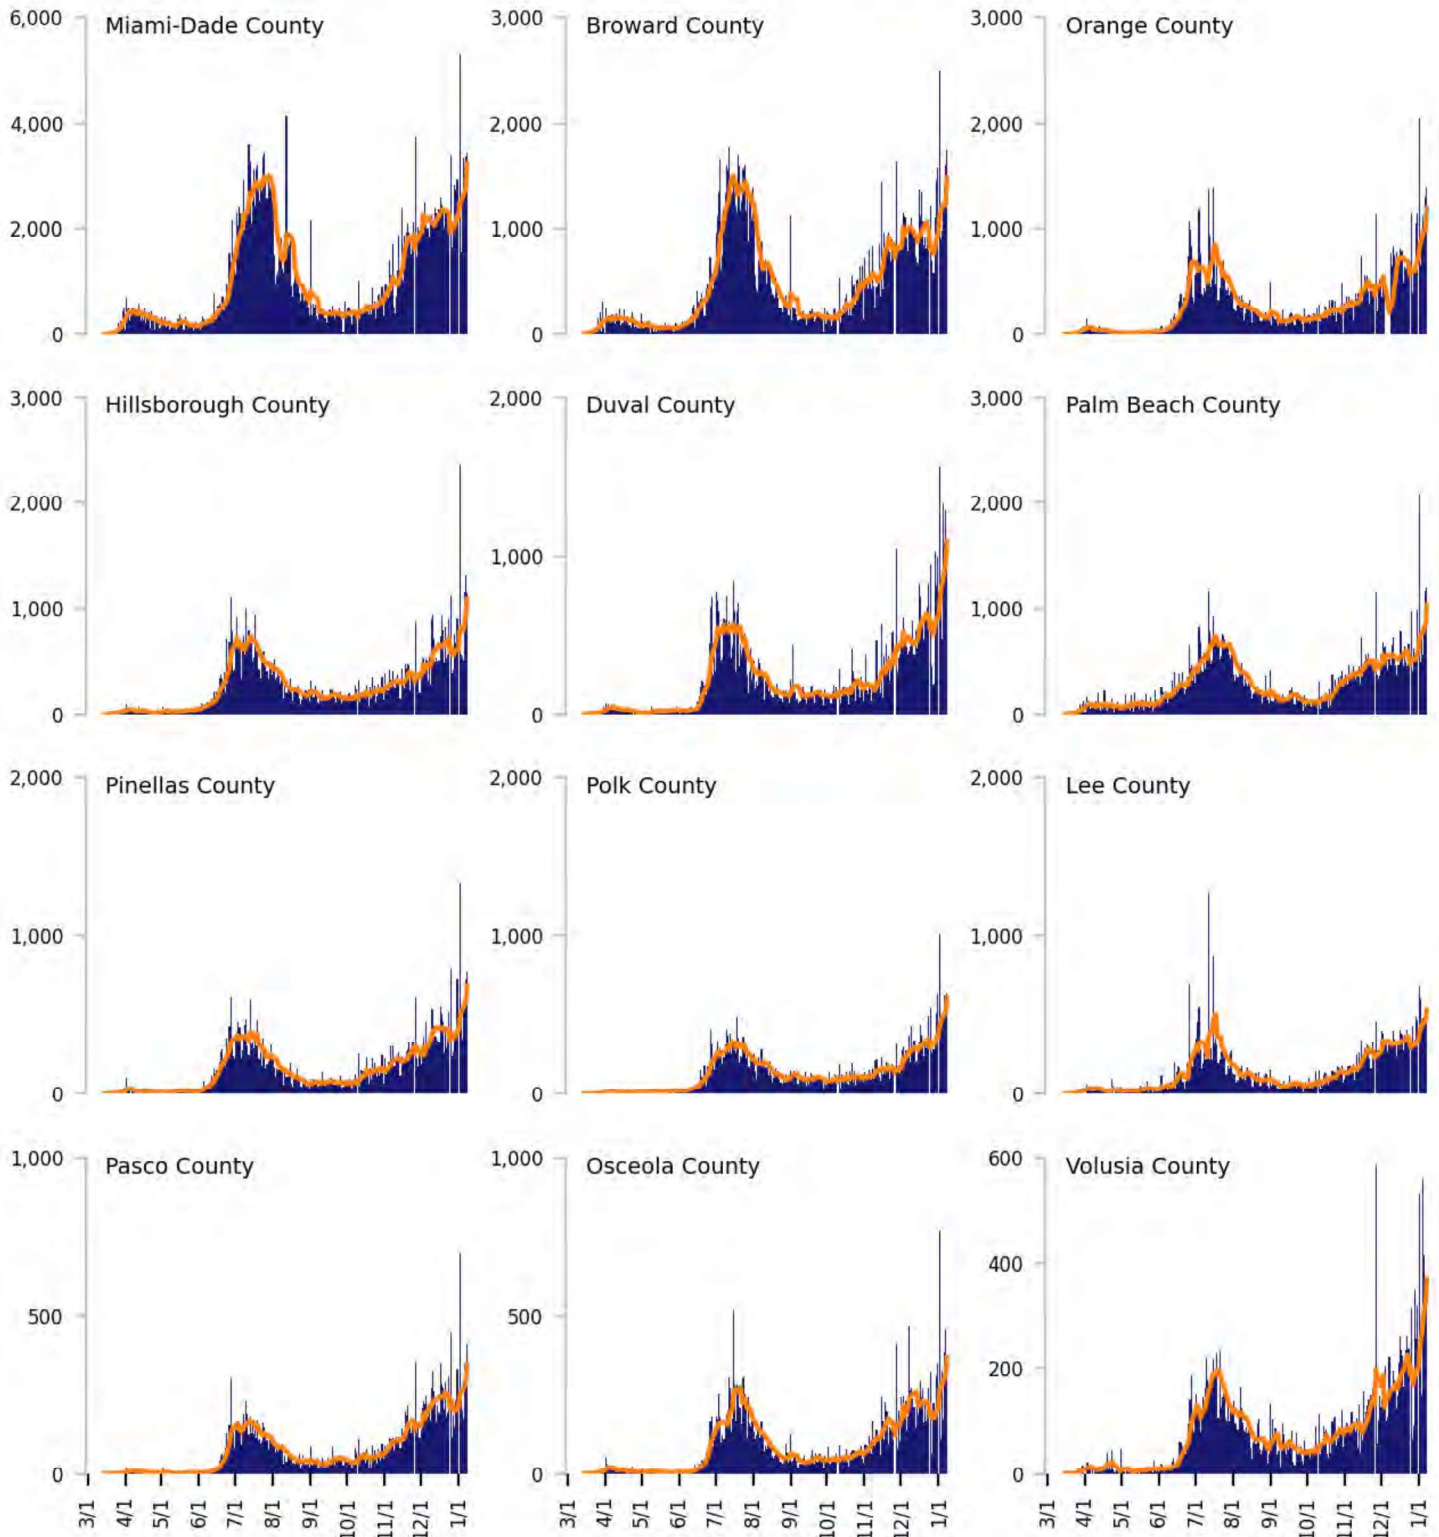 6,000 Miami-Dade County 3,000 Broward County 3,000 Orange County
4,000 2,000 2,000
2,000 1,000 1,000
0 0 0
3,000 Hillsborough County 2,000 Duval County 3,000 Palm Beach County
2,000 1,000 2,000
1,000 1,000
0 0 0
2,000 Pinellas County 2,000 Polk County 2,000 Lee County
1,000 1,000 1,000
0 0 0
1,000 Pasco County 1,000 Osceola County 600 Volusia County
400
500 500
200
0 0 0
3/1 4/1 5/1 6/1 7/1 8/1 9/1 10/1 11/1 12/1 1/1 3/1 4/1 5/1 6/1 7/1 8/1 9/1 10/1 11/1 12/1 1/1 3/1 4/1 5/1 6/1 7/1 8/1 9/1 10/1 11/1 12/1 1/1